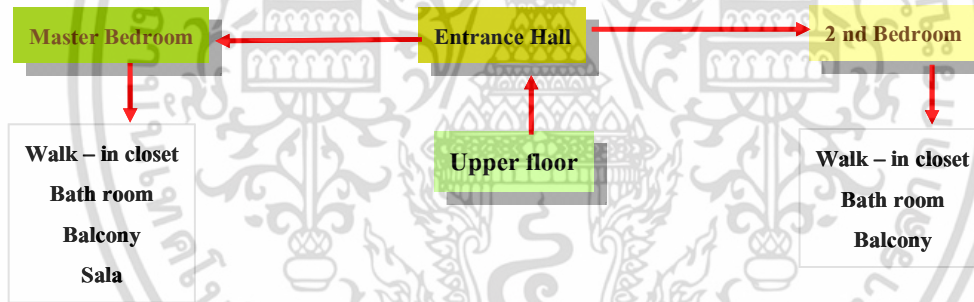 Master Bedroom
Entrance Hall
2 nd Bedroom
Upper floor
Walk – in closet
Bath room
Balcony
Sala
Walk – in closet
Bath room
Balcony